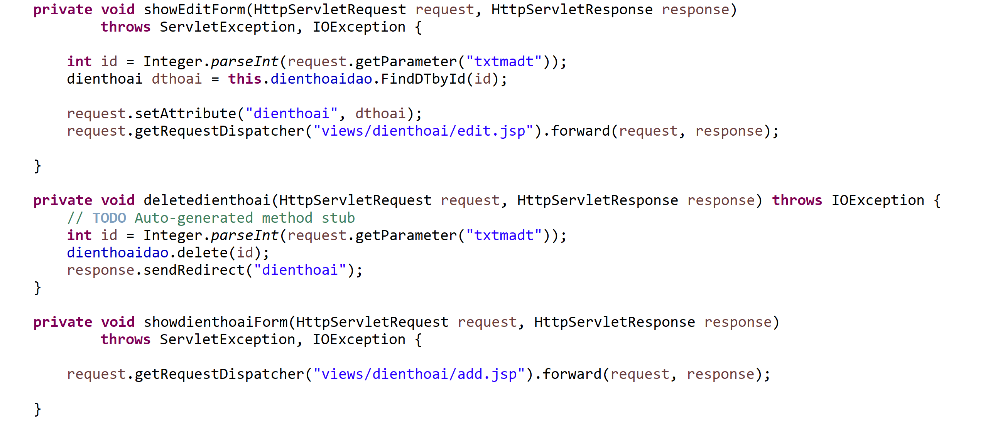 private void showEditForm(HttpServletRequest request, HttpServletResponse response)
throws ServletException, IOException {
int id = Integer.parseInt(request.getParameter("txtmadt"));
dienthoai dthoai = this.dienthoaidao.FindDTbyId(id);
request.setAttribute("dienthoai", dthoai);
request.getRequestDispatcher("views/dienthoai/edit.jsp").forward(request, response);
}
private void deletedienthoai(HttpServletRequest request, HttpServletResponse response) throws IOException {
// TODO Auto-generated method stub
int id = Integer.parseInt(request.getParameter("txtmadt"));
dienthoaidao.delete(id);
response.sendRedirect("dienthoai");
}
private void showdienthoaiForm(HttpServletRequest request, HttpServletResponse response)
throws ServletException, IOException {
request.getRequestDispatcher("views/dienthoai/add.jsp").forward(request, response);
}